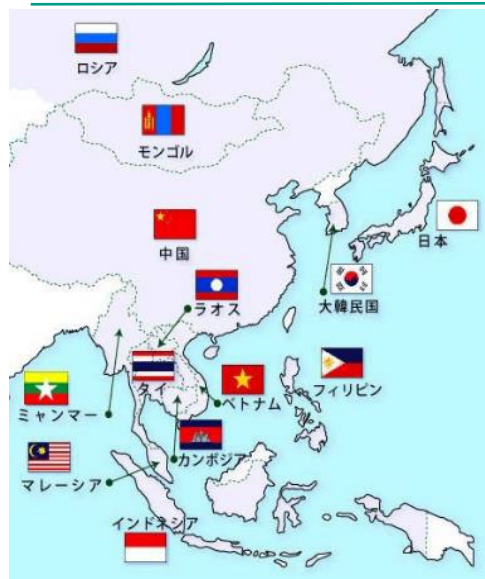 ロシア
モンゴル
中国
日本
大韓民国
ラオス
タイ
フィリピン
ベトナム
ミャンマー
カンボジア
マレーシア
インドネシア